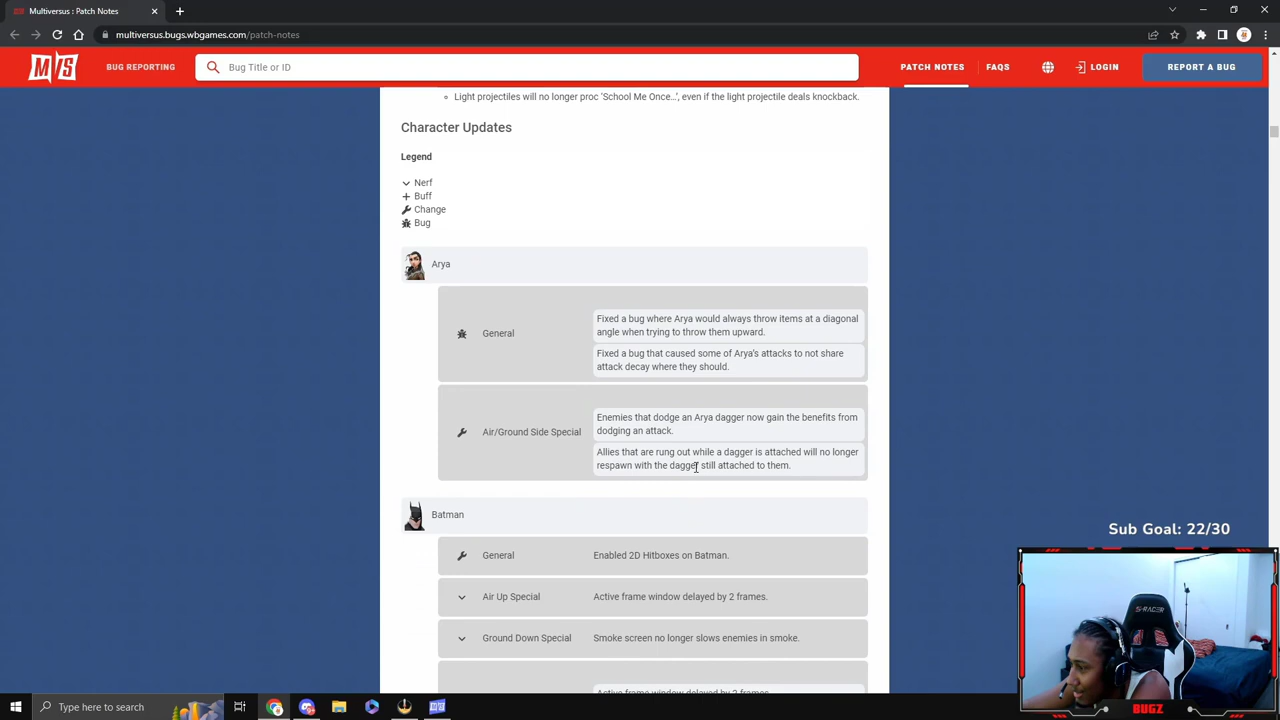 Multiversus : Patch Notes
multiversus.bugs.wbgames.com/patch-notes
M/S
BUG REPORTING
Bug Title or ID
PATCH NOTES
FAQS
LOGIN
REPORT A BUG
Light projectiles will no longer proc 'School Me Once...', even if the light projectile deals knockback.
Character Updates
Legend
Nerf
Buff
Change
Bug
Arya
General
Fixed a bug where Arya would always throw items at a diagonal
angle when trying to throw them upward.
Fixed a bug that caused some of Arya's attacks to not share
attack decay where they should.
Air/Ground Side Special
Enemies that dodge an Arya dagger now gain the benefits from
dodging an attack.
Allies that are rung out while a dagger is attached will no longer
respawn with the dagger still attached to them.
Batman
General
Enabled 2D Hitboxes on Batman.
Air Up Special
Active frame window delayed by 2 frames.
Ground Down Special
Smoke screen no longer slows enemies in smoke.
Active frame window delayed by 2 frames.
Sub Goal: 22/30
S-RACER
BUGZ
Type here to search